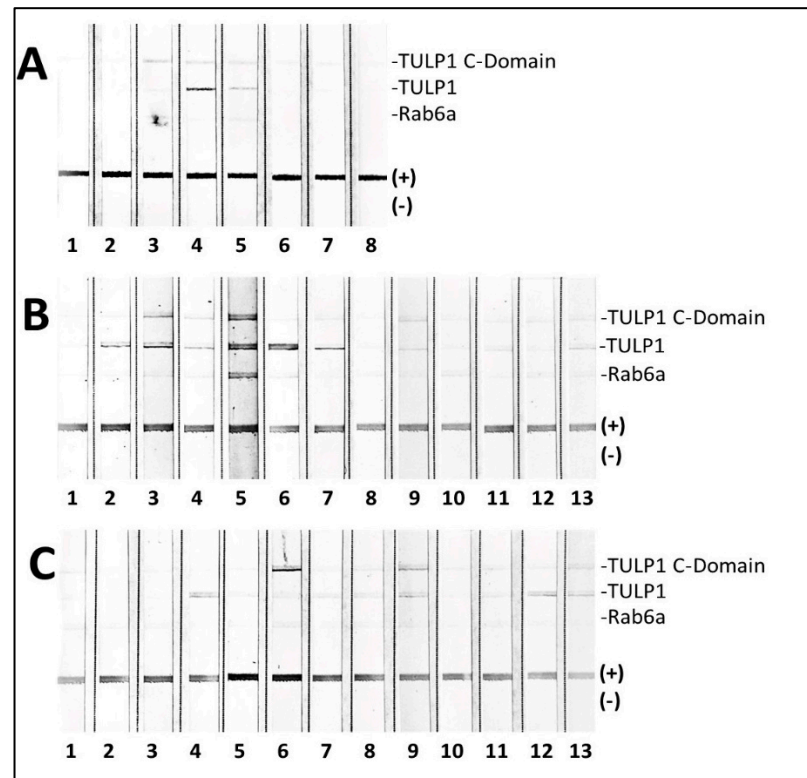 A
-TULP1 C-Domain
-TULP1
-Rab6a
(+)
(-)
1 2 3 4 5 6 7 8
B
-TULP1 C-Domain
-TULP1
-Rab6a
(+)
(-)
1 2 3 4 5 6 7 8 9 10 11 12 13
C
-TULP1 C-Domain
-TULP1
-Rab6a
(+)
(-)
1 2 3 4 5 6 7 8 9 10 11 12 13